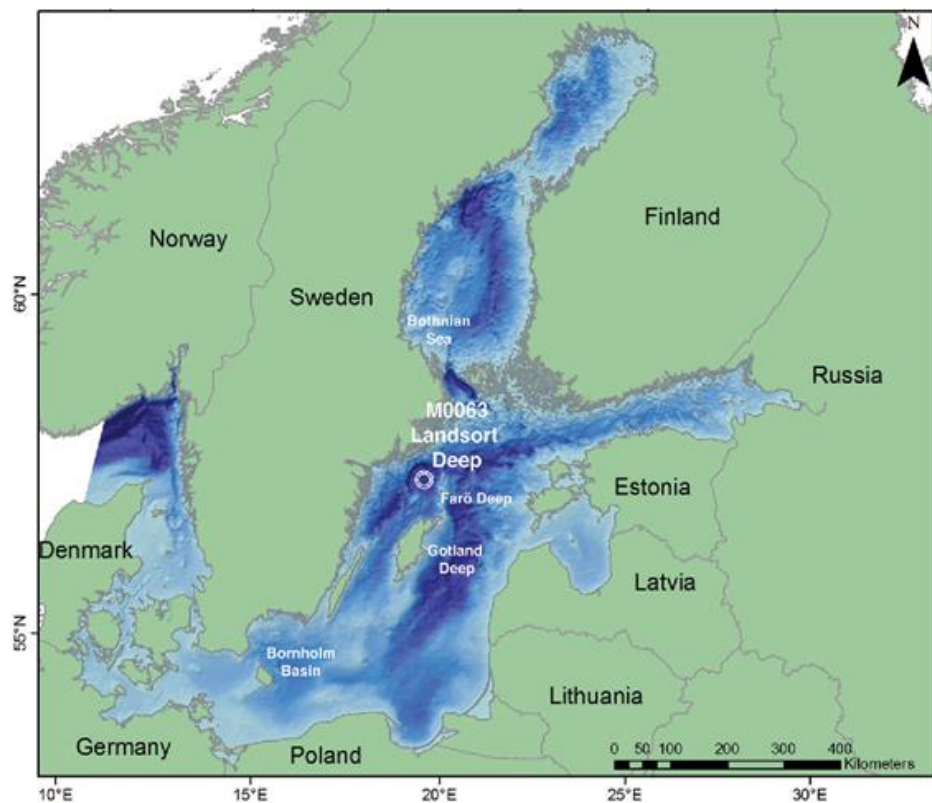 N
Norway
Finland
Sweden
60°N
Bothnian
Sea
Russia
M0063
Landsort
Deep
Estonia
Farö Deep
Denmark
Gotland
Deep
Latvia
55°N
Bornholm
Basin
Lithuania
Germany
Poland
0 50 100 200 300 400
Kilometers
10°E 15°E 20°E 25°E 30°E